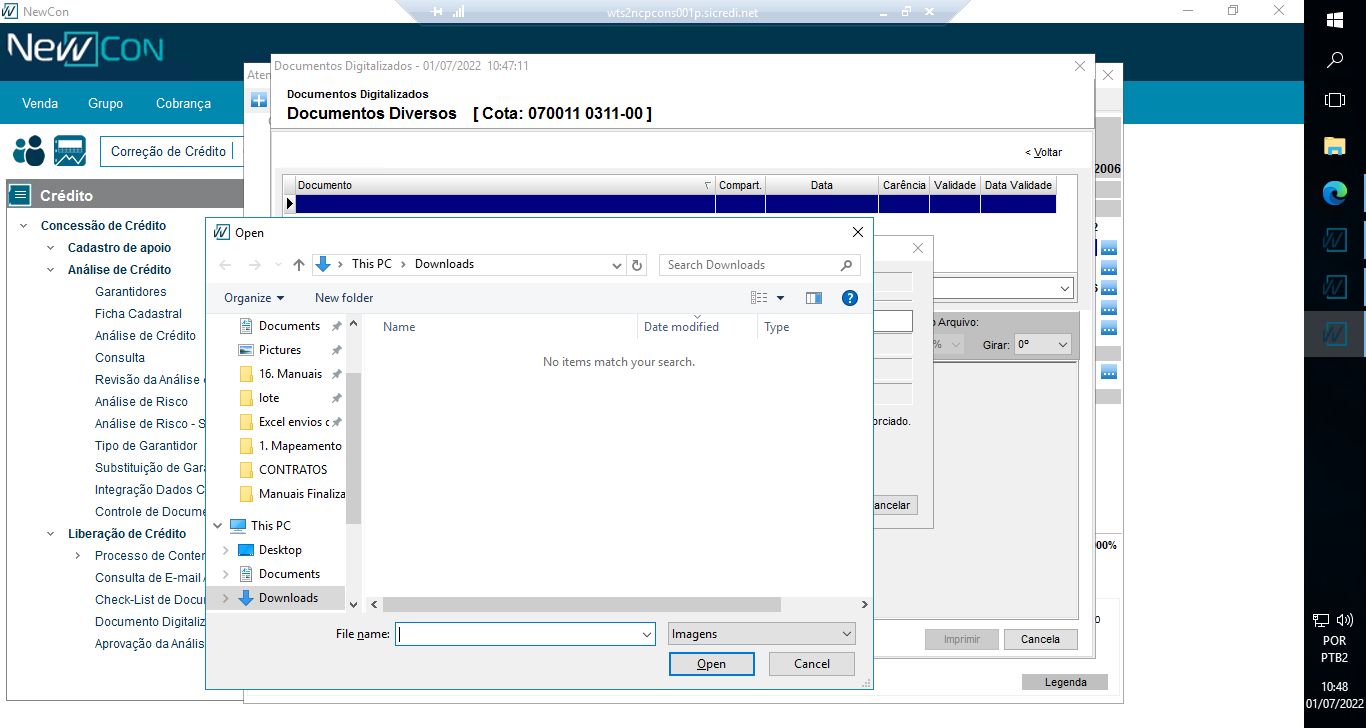 NewCon
wts2ncpcons001p.sicredi.net
NEWCON
Venda Grupo Cobrança
Correção de Crédito
Crédito
Concessão de Crédito
Cadastro de apoio
Análise de Crédito
Garantidores
Ficha Cadastral
Análise de Crédito
Consulta
Revisão da Análise
Análise de Risco
Análise de Risco - S
Tipo de Garantidor
Substituição de Gara
Integração Dados C
Controle de Docume
Liberação de Crédito
Processo de Conter
Consulta de E-mail
Check-List de Docu
Documento Digitaliz
Aprovação da Anális
Aten
Documentos Digitalizados - 01/07/2022 10:47:11
Documentos Digitalizados
Documentos Diversos [ Cota: 070011 0311-00 ]
< Voltar
Documento Compart. Data Carência Validade Data Validade
2006
Open
This PC > Downloads
Search Downloads
Organize New folder
Documents
Pictures
16. Manuais
lote
Excel envios c
1. Mapeamento
CONTRATOS
Manuais Finaliza
This PC
Desktop
Documents
Downloads
Name Date modified Type
No items match your search.
File name:
Imagens
Open Cancel
o Arquivo:
% Girar: 0º
orciado.
ancelar
00%
Imprimir Cancela
Legenda
POR
PTB2
10:48
01/07/2022